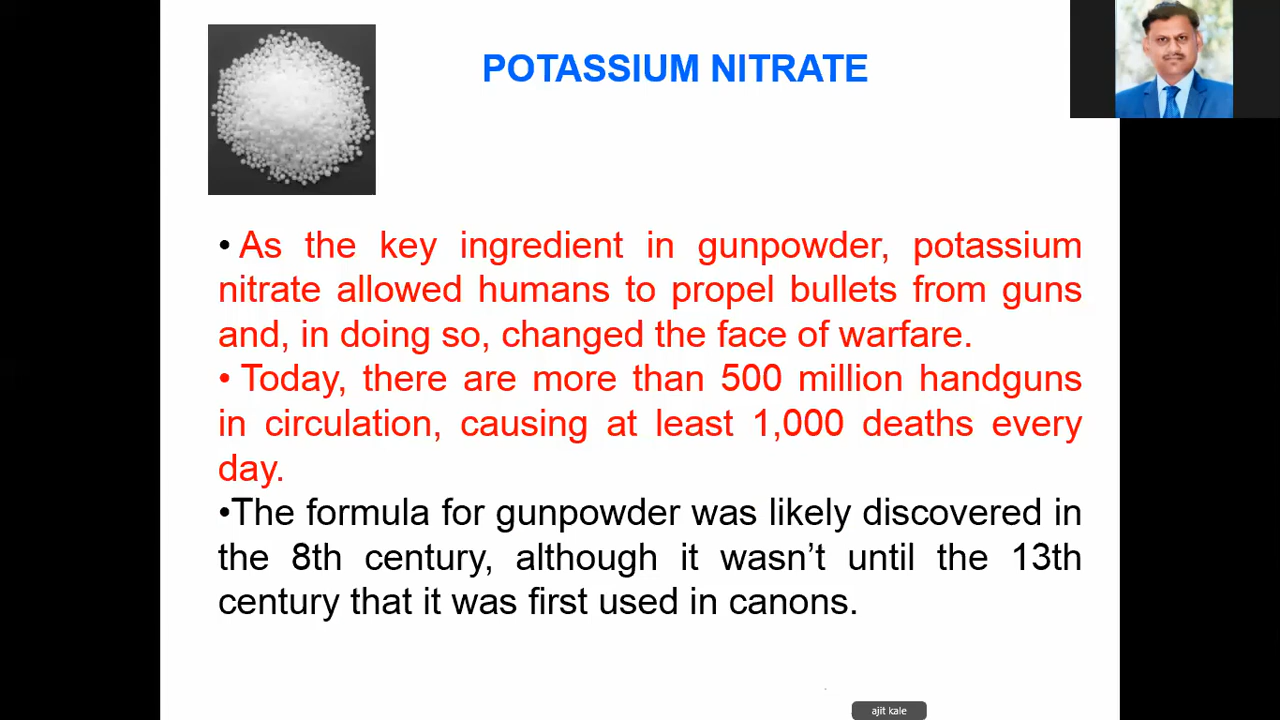 POTASSIUM NITRATE
• As the key ingredient in gunpowder, potassium
nitrate allowed humans to propel bullets from guns
and, in doing so, changed the face of warfare.
• Today, there are more than 500 million handguns
in circulation, causing at least 1,000 deaths every
day.
•The formula for gunpowder was likely discovered in
the 8th century, although it wasn’t until the 13th
century that it was first used in canons.
ajit kale